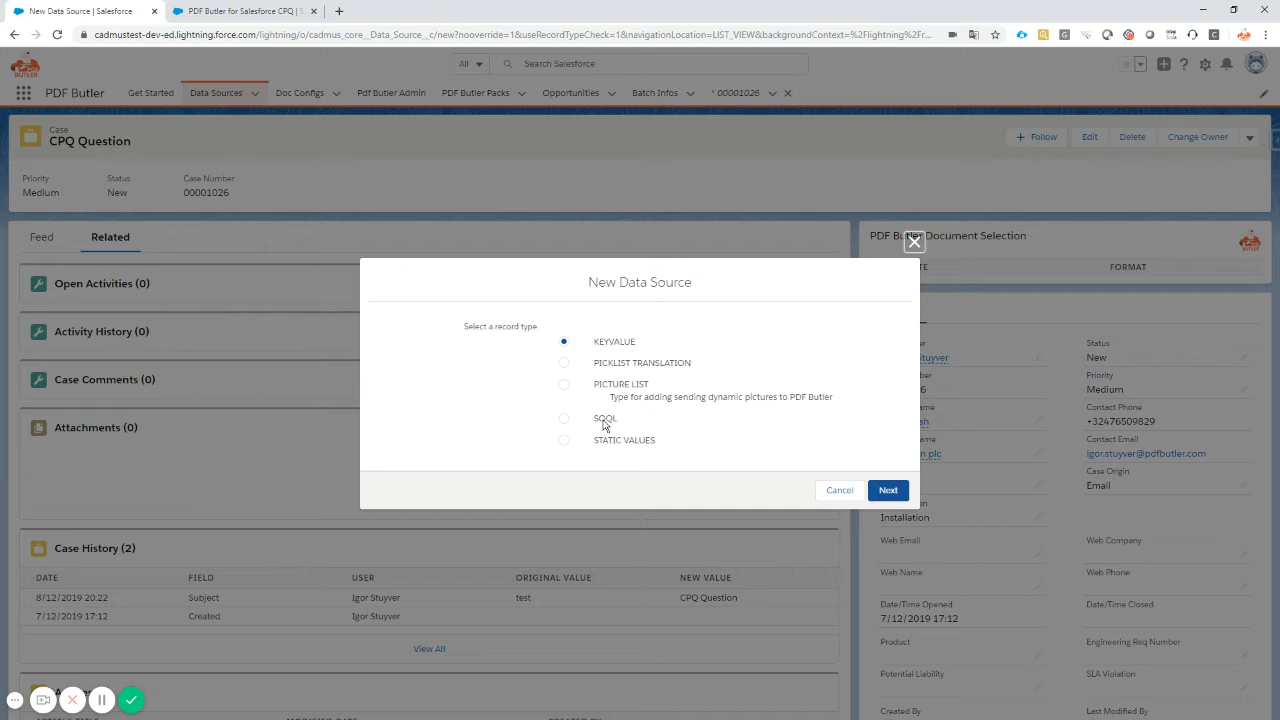 New Data Source | Salesforce
PDF Butler for Salesforce CPQ | S
cadmustest-dev-ed.lightning.force.com/lightning/o/cadmus_core__Data_Source__c/new?nooverride=1&useRecordTypeCheck=1&navigationLocation=LIST_VIEW&backgroundContext=%2Flightning%2Fr...
BUTLER
All
Search Salesforce
PDF Butler
Get Started
Data Sources
Doc Configs
Pdf Butler Admin
PDF Butler Packs
Opportunities
Batch Infos
* 00001026
Case
CPQ Question
Follow
Edit
Delete
Change Owner
Priority
Status
Case Number
Medium
New
00001026
Feed
Related
PDF Butler Document Selection
FORMAT
Open Activities (0)
Activity History (0)
Case Comments (0)
Attachments (0)
New Data Source
Select a record type
KEYVALUE
PICKLIST TRANSLATION
PICTURE LIST
Type for adding sending dynamic pictures to PDF Butler
SOQL
STATIC VALUES
Cancel
Next
Status
New
Priority
Medium
Contact Phone
+32476509829
Contact Email
igor.stuyver@pdfbutler.com
Case Origin
Email
Installation
Web Email
Web Company
Web Name
Web Phone
Date/Time Opened
Date/Time Closed
7/12/2019 17:12
Product
Engineering Req Number
Potential Liability
SLA Violation
Created By
Last Modified By
Case History (2)
DATE
FIELD
USER
ORIGINAL VALUE
NEW VALUE
8/12/2019 20:22
Subject
Igor Stuyver
test
CPQ Question
7/12/2019 17:12
Created.
Igor Stuyver
View All
ARTICLE TITLE
MODIFIED DATE
CREATED BY